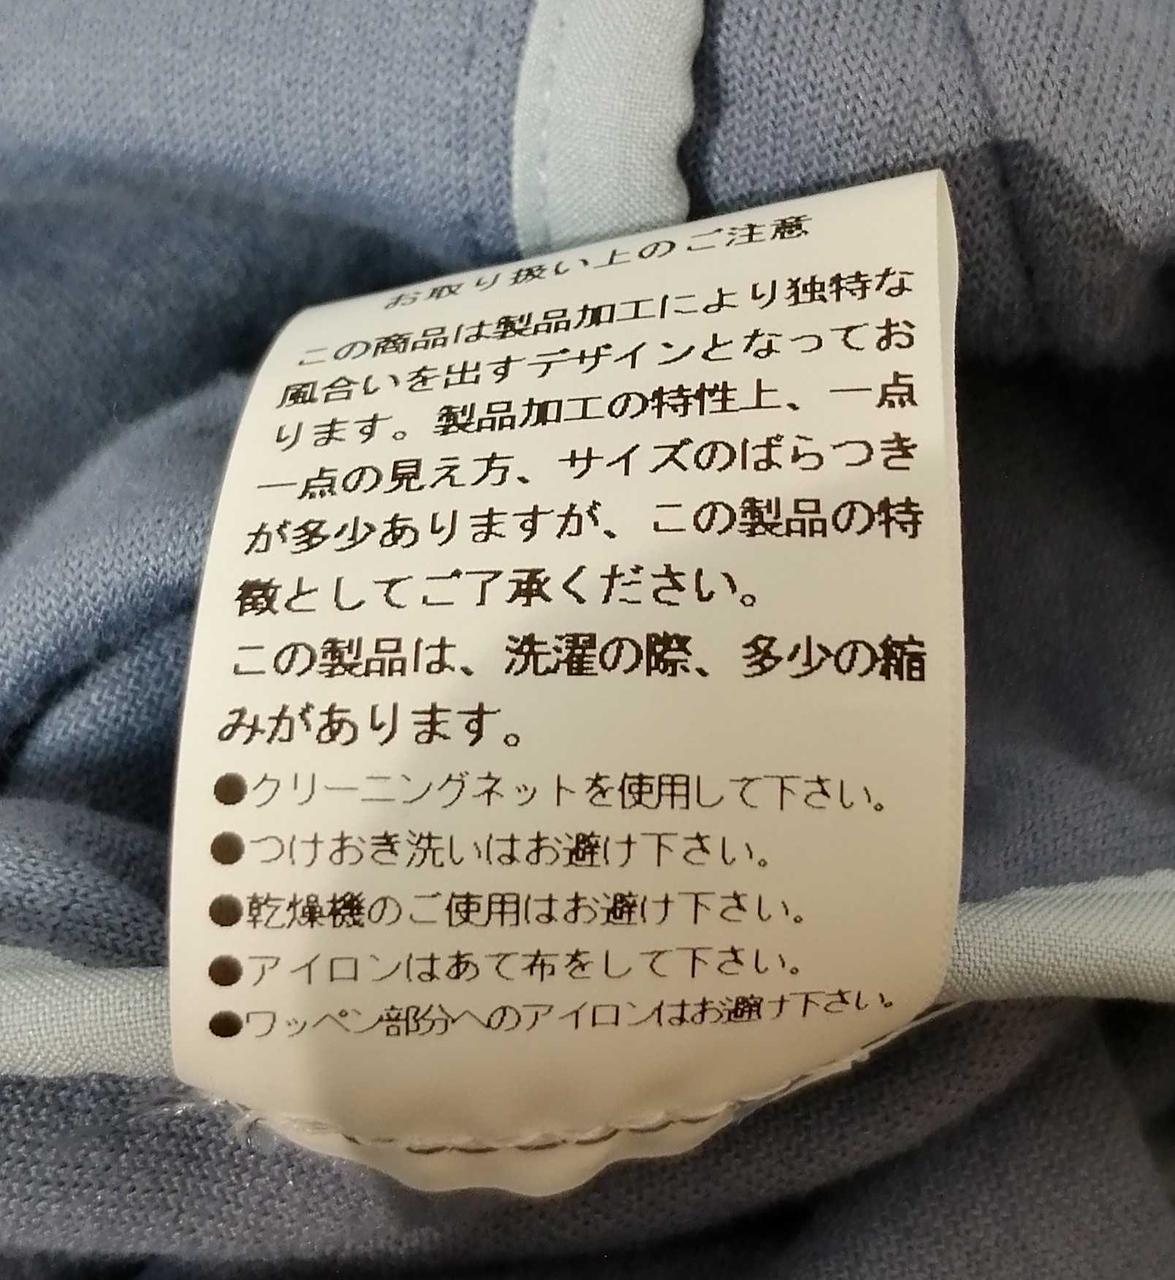 お取り扱い上のご注意
この商品は製品加工により独特な
風合いを出すデザインとなってお
ります。製品加工の特性上、一点
一点の見え方、サイズのばらつき
が多少ありますが、この製品の特
徴としてご了承ください。
この製品は、洗濯の際、多少の縮
みがあります。
●クリーニングネットを使用して下さい。
●つけおき洗いはお避け下さい。
●乾燥機のご使用はお避け下さい。
●アイロンはあて布をして下さい。
●ワッペン部分へのアイロンはお避け下さい。